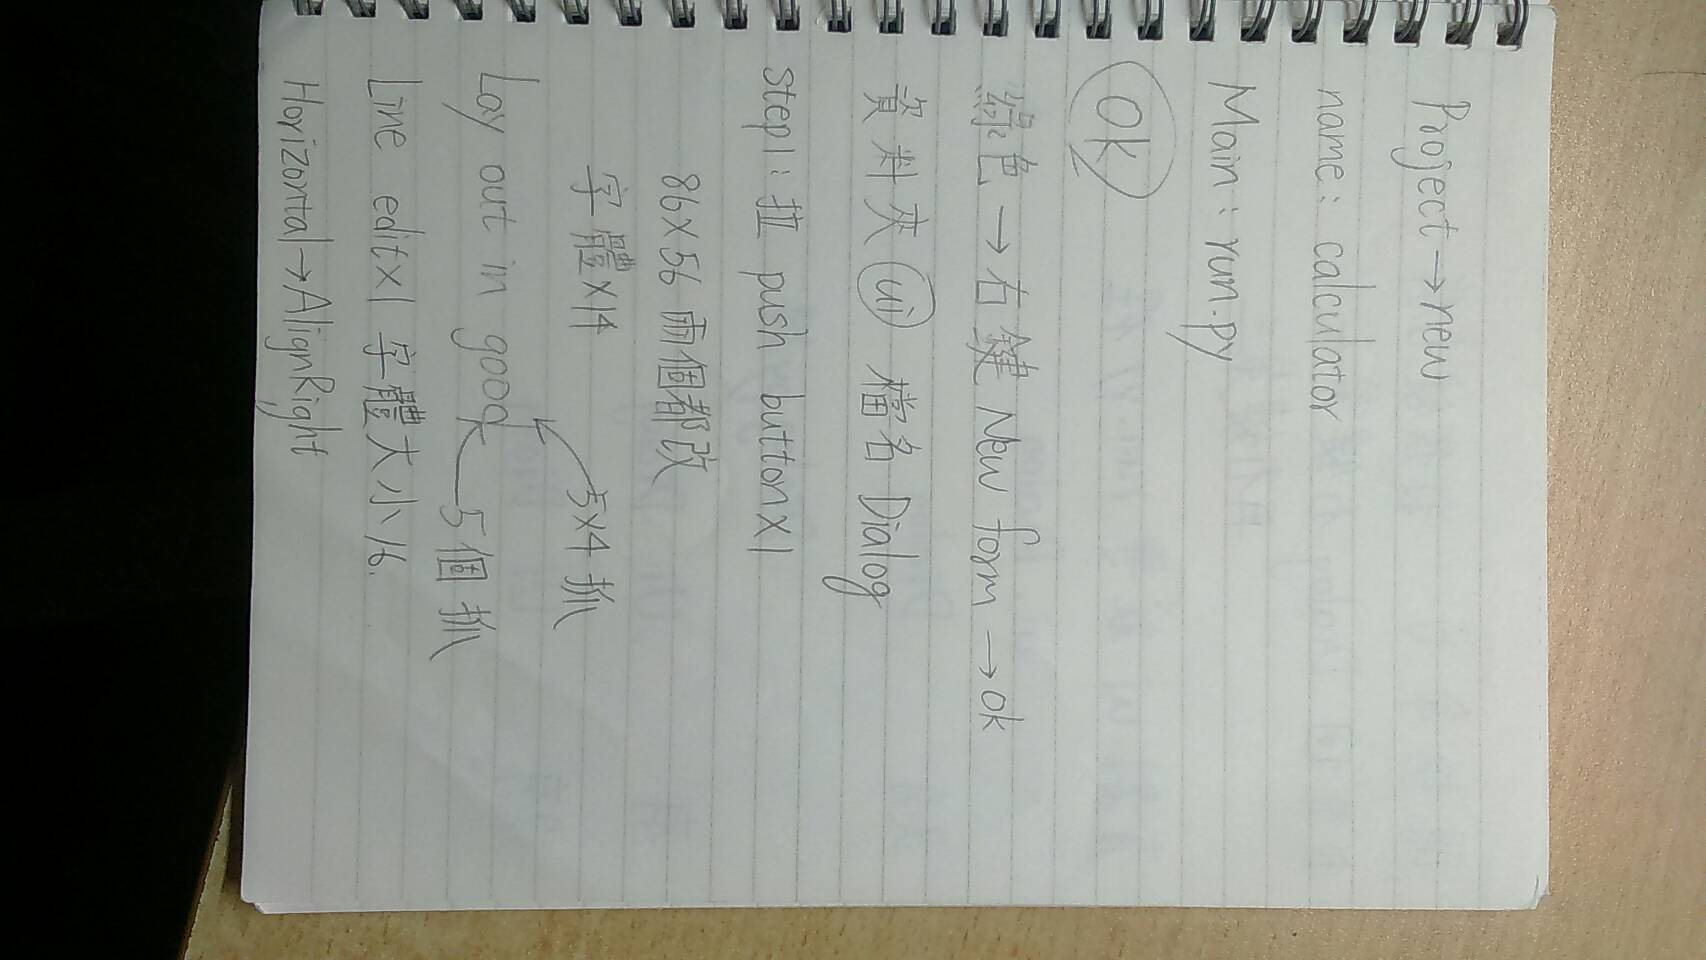 Project→new
name: calculator
Main: run.py
Ok
綠色→右鍵 New form→ok
資料夾 ui 檔名 Dialog
Step1: 拉 push button×1
86×56 兩個都改
字體×14
5×4 抓
Lay out in good
5個 抓
Line edit×1 字體大小16.
Horizontal→AlignRight